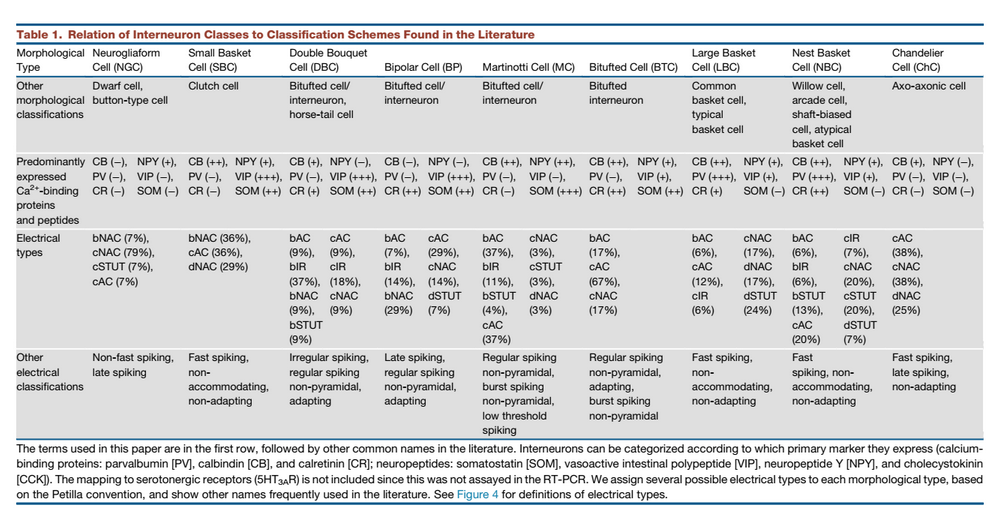 Table 1. Relation of Interneuron Classes to Classification Schemes Found in the Literature
Morphological Type
Neurogliaform Cell (NGC)
Small Basket Cell (SBC)
Double Bouquet Cell (DBC)
Bipolar Cell (BP)
Martinotti Cell (MC)
Bitufted Cell (BTC)
Large Basket Cell (LBC)
Nest Basket Cell (NBC)
Chandelier Cell (ChC)
Other morphological classifications
Dwarf cell, button-type cell
Clutch cell
Bitufted cell/ interneuron, horse-tail cell
Bitufted cell/ interneuron
Bitufted cell/ interneuron
Bitufted interneuron
Common basket cell, typical basket cell
Willow cell, arcade cell, shaft-biased cell, atypical basket cell
Axo-axonic cell
Predominantly expressed Ca2+-binding proteins and peptides
CB (−), NPY (+), PV (−), VIP (−), CR (−) SOM (−)
CB (++), NPY (+), PV (−), VIP (+++), CR (−) SOM (++)
CB (+), NPY (−), PV (−), VIP (++), CR (+) SOM (++)
CB (−), NPY (−), PV (−), VIP (+++), CR (++) SOM (++)
CB (++), NPY (++), PV (−), VIP (−), CR (−) SOM (+++)
CB (++), NPY (+), PV (−), VIP (+), CR (++) SOM (++)
CB (++), NPY (+), PV (+++), VIP (+), CR (+) SOM (−)
CB (++), NPY (+), PV (+++), VIP (+), CR (++) SOM (+)
CB (+), NPY (−), PV (−), VIP (−), CR (−) SOM (−)
Electrical types
bNAC (7%), cNAC (79%), cSTUT (7%), cAC (7%)
bNAC (36%), cAC (36%), dNAC (29%)
bAC (9%), bIR (37%), bNAC (9%), bSTUT (9%)
cAC (9%), cIR (18%), cNAC (9%)
bAC (7%), bIR (14%), bNAC (29%)
cAC (29%), cNAC (14%), dSTUT (7%)
bAC (37%), bIR (11%), bSTUT (4%), cAC (37%)
cNAC (3%), cSTUT (3%), dNAC (3%)
bAC (17%), cAC (67%), cNAC (17%)
bAC (6%), cAC (12%), cIR (6%)
cNAC (17%), dNAC (17%), dSTUT (24%)
bAC (6%), bIR (6%), bSTUT (13%), cAC (20%)
cIR (7%), cNAC (20%), cSTUT (20%), dSTUT (7%)
cAC (38%), cNAC (38%), dNAC (25%)
Other electrical classifications
Non-fast spiking, late spiking
Fast spiking, non-accommodating, non-adapting
Irregular spiking, regular spiking non-pyramidal, adapting
Late spiking, regular spiking non-pyramidal, adapting
Regular spiking non-pyramidal, burst spiking non-pyramidal, low threshold spiking
Regular spiking non-pyramidal, adapting, burst spiking non-pyramidal
Fast spiking, non-accommodating, non-adapting
Fast spiking, non-accommodating, non-adapting
Fast spiking, late spiking, non-adapting
The terms used in this paper are in the first row, followed by other common names in the literature. Interneurons can be categorized according to which primary marker they express (calcium-
binding proteins: parvalbumin [PV], calbindin [CB], and calretinin [CR]; neuropeptides: somatostatin [SOM], vasoactive intestinal polypeptide [VIP], neuropeptide Y [NPY], and cholecystokinin
[CCK]). The mapping to serotonergic receptors (5HT3AR) is not included since this was not assayed in the RT-PCR. We assign several possible electrical types to each morphological type, based
on the Petilla convention, and show other names frequently used in the literature. See Figure 4 for definitions of electrical types.